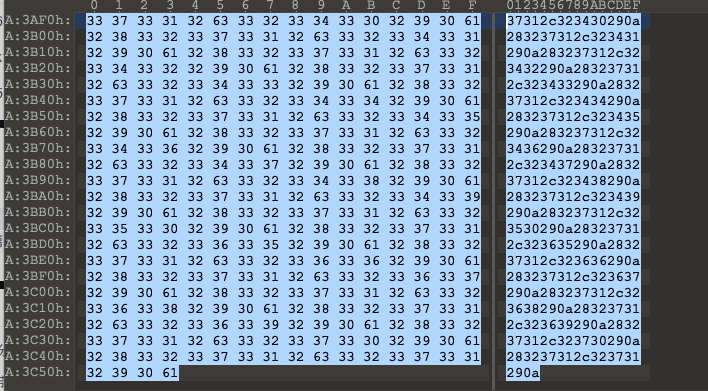 0 1 2 3 4 5 6 7 8 9 A B C D E F 0123456789ABCDEF
A:3AF0h: 33 37 33 31 32 63 33 32 33 34 33 30 32 39 30 61 37312c323430290a
A:3B00h: 32 38 33 32 33 37 33 31 32 63 33 32 33 34 33 31 283237312c323431
A:3B10h: 32 39 30 61 32 38 33 32 33 37 33 31 32 63 33 32 290a283237312c32
A:3B20h: 33 34 33 32 32 39 30 61 32 38 33 32 33 37 33 31 3432290a28323731
A:3B30h: 32 63 33 32 33 34 33 33 32 39 30 61 32 38 33 32 2c323433290a2832
A:3B40h: 33 37 33 31 32 63 33 32 33 34 33 34 32 39 30 61 37312c323434290a
A:3B50h: 32 38 33 32 33 37 33 31 32 63 33 32 33 34 33 35 283237312c323435
A:3B60h: 32 39 30 61 32 38 33 32 33 37 33 31 32 63 33 32 290a283237312c32
A:3B70h: 33 34 33 36 32 39 30 61 32 38 33 32 33 37 33 31 3436290a28323731
A:3B80h: 32 63 33 32 33 34 33 37 32 39 30 61 32 38 33 32 2c323437290a2832
A:3B90h: 33 37 33 31 32 63 33 32 33 34 33 38 32 39 30 61 37312c323438290a
A:3BA0h: 32 38 33 32 33 37 33 31 32 63 33 32 33 34 33 39 283237312c323439
A:3BB0h: 32 39 30 61 32 38 33 32 33 37 33 31 32 63 33 32 290a283237312c32
A:3BC0h: 33 35 33 30 32 39 30 61 32 38 33 32 33 37 33 31 3530290a28323731
A:3BD0h: 32 63 33 32 33 36 33 35 32 39 30 61 32 38 33 32 2c323635290a2832
A:3BE0h: 33 37 33 31 32 63 33 32 33 36 33 36 32 39 30 61 37312c323636290a
A:3BF0h: 32 38 33 32 33 37 33 31 32 63 33 32 33 36 33 37 283237312c323637
A:3C00h: 32 39 30 61 32 38 33 32 33 37 33 31 32 63 33 32 290a283237312c32
A:3C10h: 33 36 33 38 32 39 30 61 32 38 33 32 33 37 33 31 3638290a28323731
A:3C20h: 32 63 33 32 33 36 33 39 32 39 30 61 32 38 33 32 2c323639290a2832
A:3C30h: 33 37 33 31 32 63 33 32 33 37 33 30 32 39 30 61 37312c323730290a
A:3C40h: 32 38 33 32 33 37 33 31 32 63 33 32 33 37 33 31 283237312c323731
A:3C50h: 32 39 30 61 290a